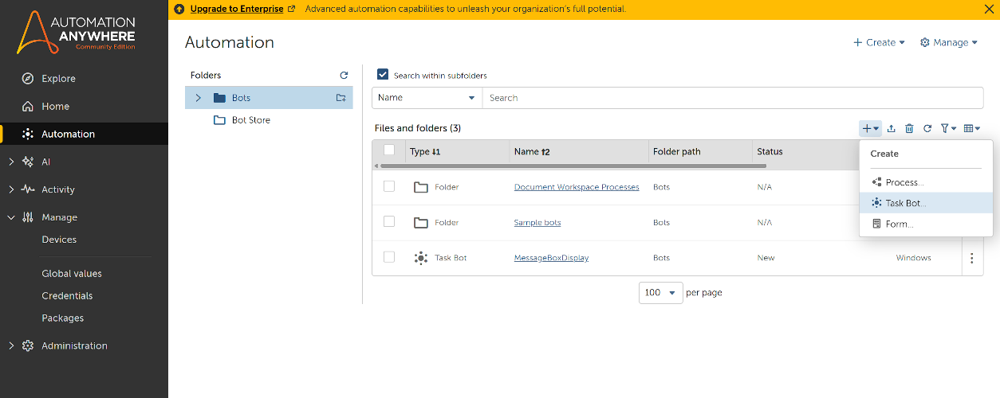 Upgrade to Enterprise Advanced automation capabilities to unleash your organization's full potential.
AUTOMATION
ANYWHERE
Community Edition
Explore
Home
Automation
AI
Activity
Manage
Devices
Global values
Credentials
Packages
Administration
Automation
Create
Manage
Folders
Bots
Bot Store
Search within subfolders
Name Search
Files and folders (3)
Type 1 Name 2 Folder path Status
Folder Document Workspace Processes Bots N/A
Folder Sample bots Bots N/A
Task Bot MessageBoxDisplay Bots New Windows
100 per page
Create
Process...
Task Bot...
Form...